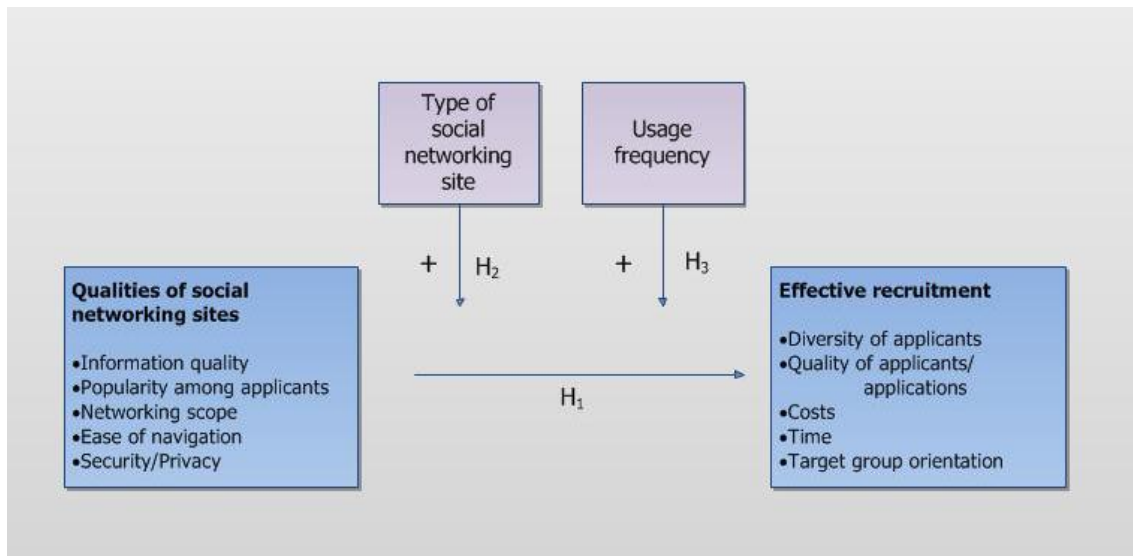 Type of
social
networking
site
Usage
frequency
+ H₂
+ H₃
Qualities of social
networking sites
•Information quality
•Popularity among applicants
•Networking scope
•Ease of navigation
•Security/Privacy
H₁
Effective recruitment
•Diversity of applicants
•Quality of applicants/
applications
•Costs
•Time
•Target group orientation